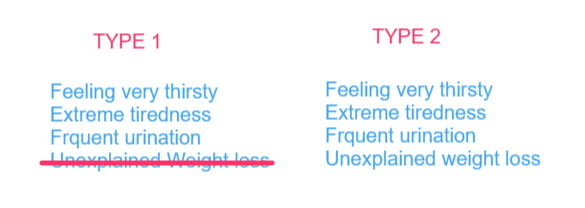 TYPE 1
Feeling very thirsty
Extreme tiredness
Frquent urination
Unexplained Weight loss
TYPE 2
Feeling very thirsty
Extreme tiredness
Frquent urination
Unexplained weight loss